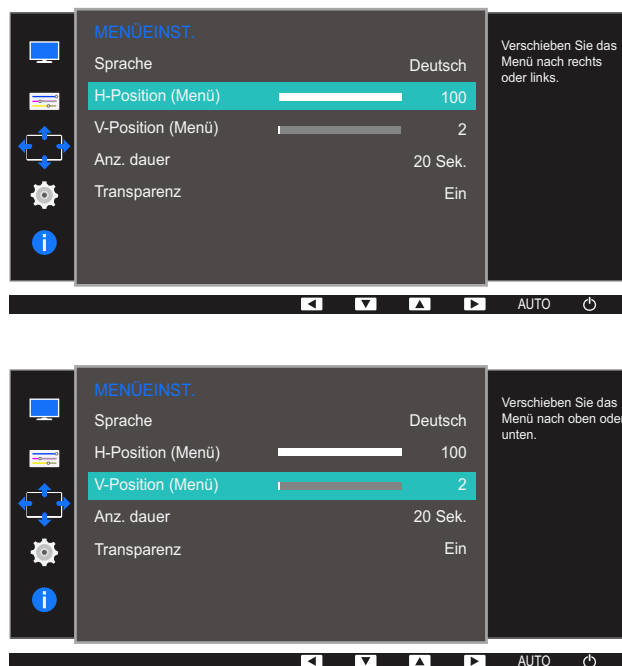 MENÜEINST.
Sprache Deutsch
H-Position (Menü) 100
V-Position (Menü) 2
Anz. dauer 20 Sek.
Transparenz Ein
Verschieben Sie das
Menü nach rechts
oder links.
AUTO
MENÜEINST.
Sprache Deutsch
H-Position (Menü) 100
V-Position (Menü) 2
Anz. dauer 20 Sek.
Transparenz Ein
Verschieben Sie das
Menü nach oben oder
unten.
AUTO